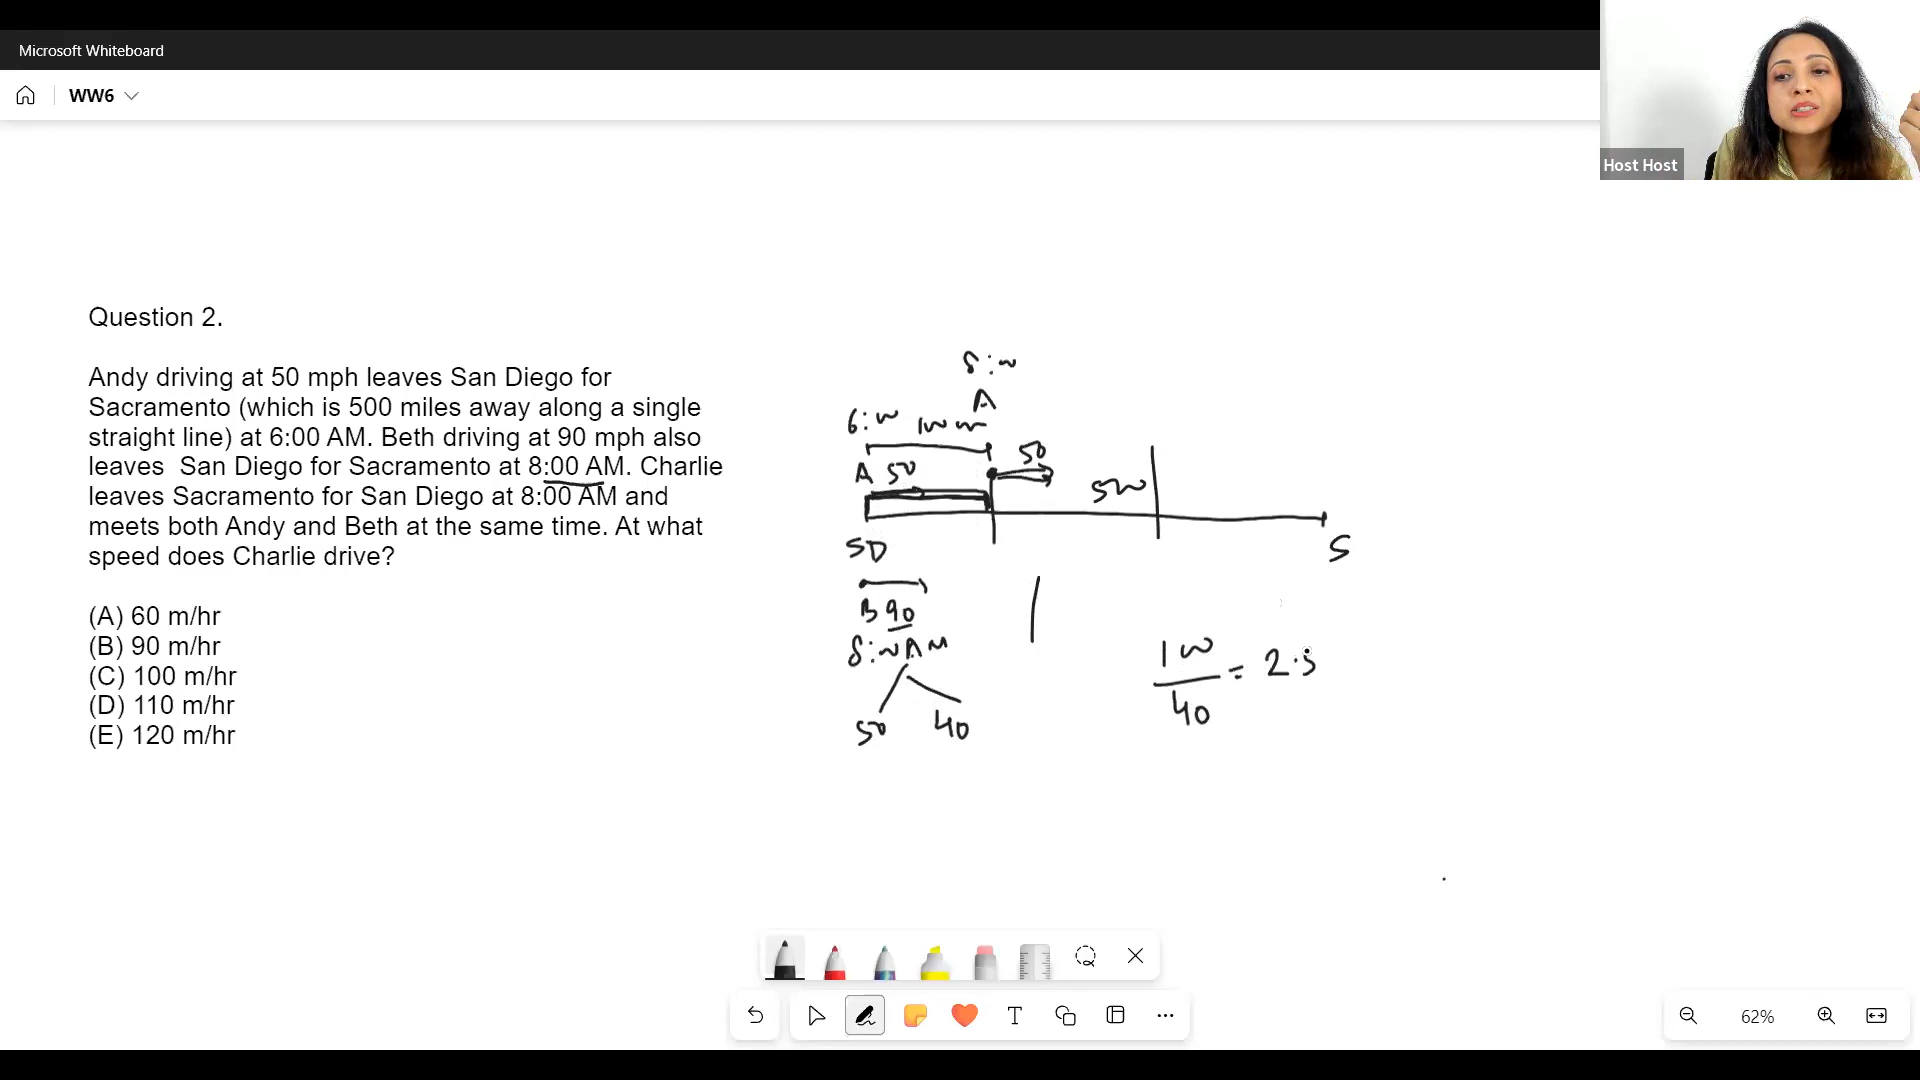 Microsoft Whiteboard
WW6
Host Host
Question 2.
Andy driving at 50 mph leaves San Diego for
Sacramento (which is 500 miles away along a single
straight line) at 6:00 AM. Beth driving at 90 mph also
leaves San Diego for Sacramento at 8:00 AM. Charlie
leaves Sacramento for San Diego at 8:00 AM and
meets both Andy and Beth at the same time. At what
speed does Charlie drive?
(A) 60 m/hr
(B) 90 m/hr
(C) 100 m/hr
(D) 110 m/hr
(E) 120 m/hr
8:00
A
6:00 100 m
50
A 50
500
SD
S
B 90
8:00 AM
50 40
100
40
= 2.5
62%